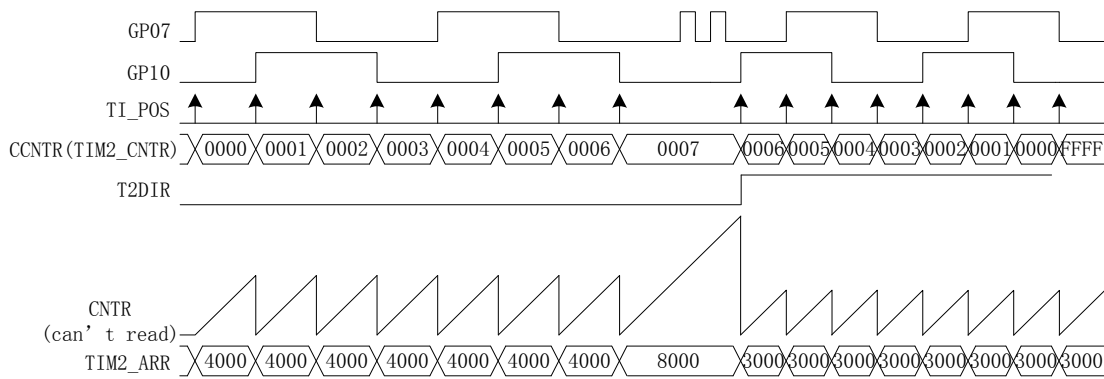 GP07
GP10
TI_POS
CCNTR(TIM2_CNTR) 0000 0001 0002 0003 0004 0005 0006 0007 0006 0005 0004 0003 0002 0001 0000 FFFF
T2DIR
CNTR
(can't read)
TIM2_ARR 4000 4000 4000 4000 4000 4000 4000 8000 3000 3000 3000 3000 3000 3000 3000 3000